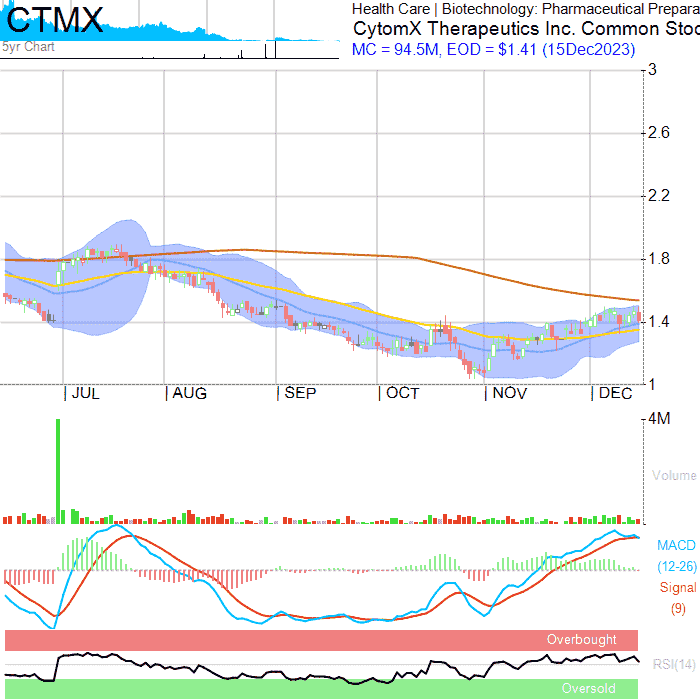 CTMX
5yr Chart
Health Care | Biotechnology: Pharmaceutical Prepara
CytomX Therapeutics Inc. Common Stoc
MC = 94.5M, EOD = $1.41 (15Dec2023)
3
2.6
2.2
1.8
1.4
1
| JUL | AUG | SEP | OCT | NOV | DEC
4M
Volume
MACD
(12-26)
Signal
(9)
Overbought
RSI(14)
Oversold